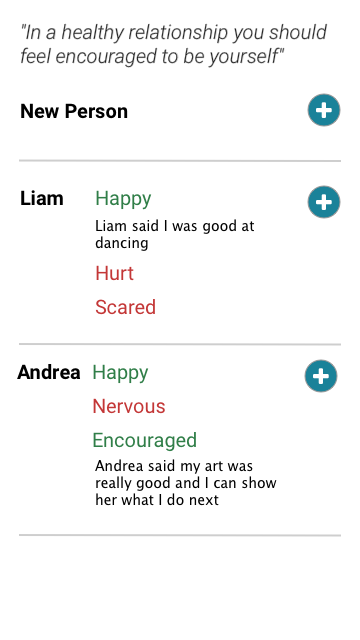 "In a healthy relationship you should
feel encouraged to be yourself"
New Person
Liam Happy
Liam said I was good at
dancing
Hurt
Scared
Andrea Happy
Nervous
Encouraged
Andrea said my art was
really good and I can show
her what I do next